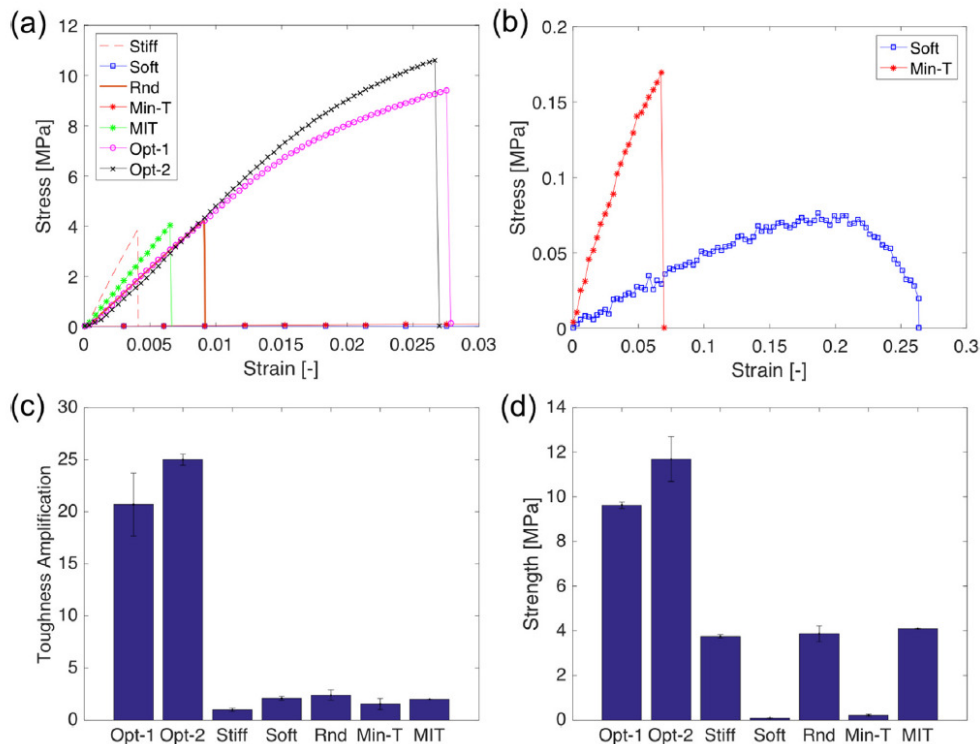 (a)
Stress [MPa]
12
10
8
6
4
2
0
Stiff
Soft
Rnd
Min-T
MIT
Opt-1
Opt-2
0 0.005 0.01 0.015 0.02 0.025 0.03
Strain [-]
(b)
Stress [MPa]
0.20
0.15
0.10
0.05
0
Soft
Min-T
0 0.05 0.10 0.15 0.20 0.25 0.3
Strain [-]
(c)
Toughness Amplification
30
25
20
15
10
5
0
Opt-1 Opt-2 Stiff Soft Rnd Min-T MIT
(d)
Strength [MPa]
14
12
10
8
6
4
2
0
Opt-1 Opt-2 Stiff Soft Rnd Min-T MIT